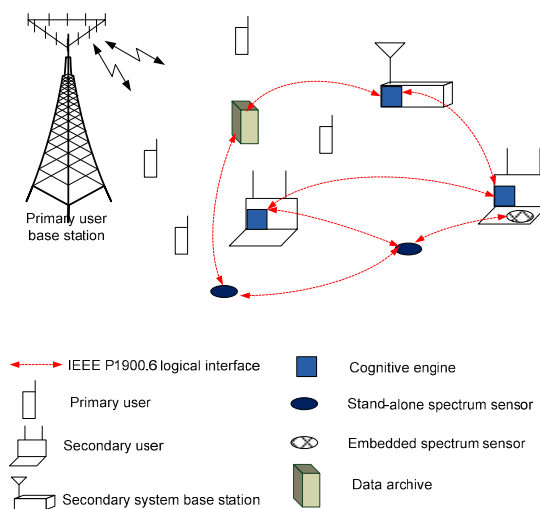 Primary user
base station
IEEE P1900.6 logical interface
Primary user
Secondary user
Secondary system base station
Cognitive engine
Stand-alone spectrum sensor
Embedded spectrum sensor
Data archive